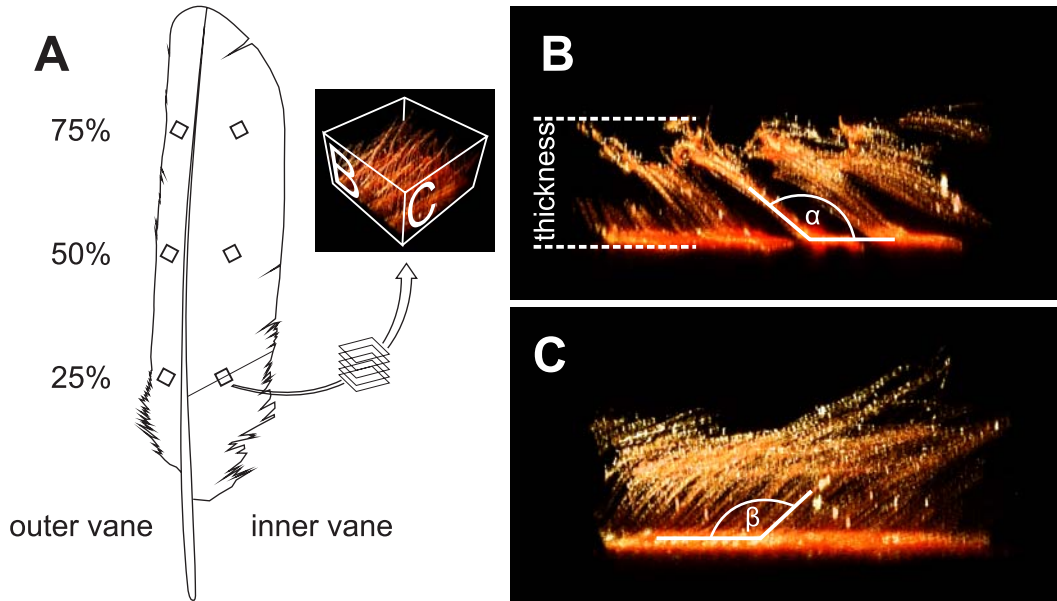 A
75%
50%
25%
outer vane
inner vane
B
C
B
thickness
α
C
β